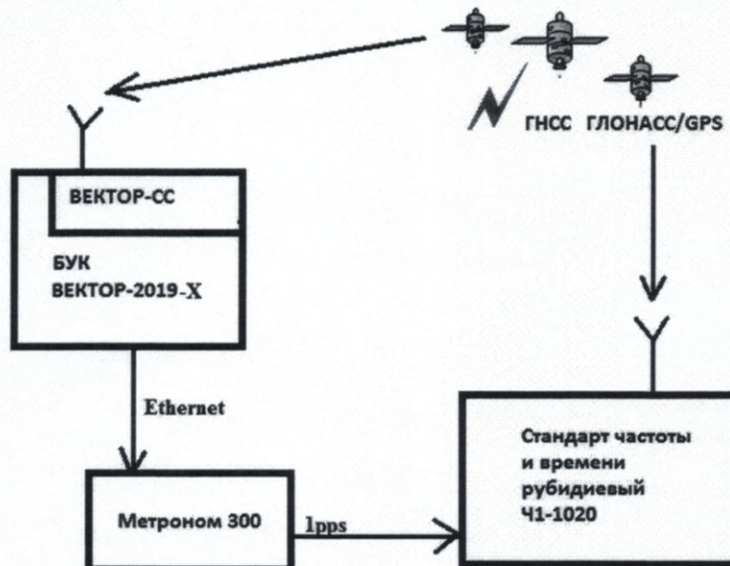 ГНСС ГЛОНАСС/GPS
ВЕКТОР-СС
БУК
ВЕКТОР-2019-X
Ethernet
Метроном 300
1pps
Стандарт частоты
и времени
рубидиевый
Ч1-1020